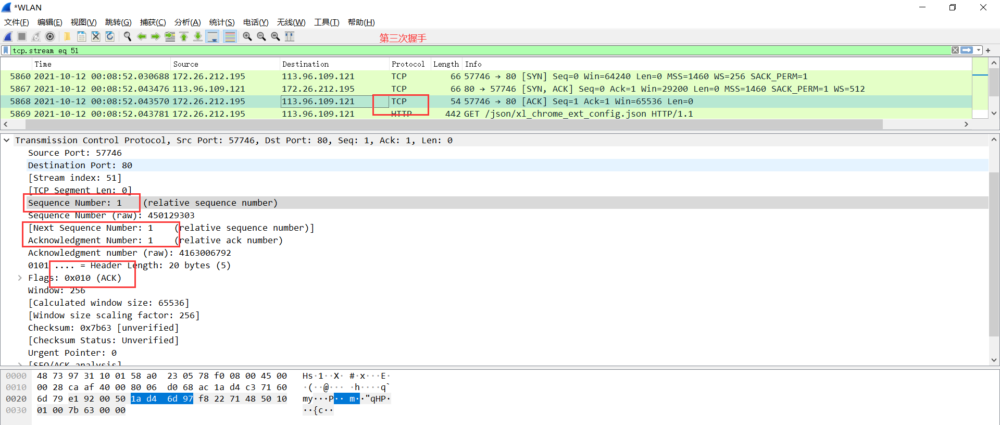 *WLAN
文件(F) 编辑(E) 视图(V) 跳转(G) 捕获(C) 分析(A) 统计(S) 电话(Y) 无线(W) 工具(T) 帮助(H)
第三次握手
tcp.stream eq 51
Time Source Destination Protocol Length Info
5860 2021-10-12 00:08:52.030688 172.26.212.195 113.96.109.121 TCP 66 57746 → 80 [SYN] Seq=0 Win=64240 Len=0 MSS=1460 WS=256 SACK_PERM=1
5867 2021-10-12 00:08:52.043476 113.96.109.121 172.26.212.195 TCP 66 80 → 57746 [SYN, ACK] Seq=0 Ack=1 Win=29200 Len=0 MSS=1460 SACK_PERM=1 WS=512
5868 2021-10-12 00:08:52.043570 172.26.212.195 113.96.109.121 TCP 54 57746 → 80 [ACK] Seq=1 Ack=1 Win=65536 Len=0
5869 2021-10-12 00:08:52.043781 172.26.212.195 113.96.109.121 HTTP 442 GET /json/xl_chrome_ext_config.json HTTP/1.1
Transmission Control Protocol, Src Port: 57746, Dst Port: 80, Seq: 1, Ack: 1, Len: 0
Source Port: 57746
Destination Port: 80
[Stream index: 51]
[TCP Segment Len: 0]
Sequence Number: 1 (relative sequence number)
Sequence Number (raw): 450129303
[Next Sequence Number: 1 (relative sequence number)]
Acknowledgment Number: 1 (relative ack number)
Acknowledgment number (raw): 4163006792
0101 .... = Header Length: 20 bytes (5)
Flags: 0x010 (ACK)
Window: 256
[Calculated window size: 65536]
[Window size scaling factor: 256]
Checksum: 0x7b63 [unverified]
[Checksum Status: Unverified]
Urgent Pointer: 0
[SEQ/ACK analysis]
0000 48 73 97 31 10 01 58 a0 23 05 78 f0 08 00 45 00 Hs·1··X· #·x···E·
0010 00 28 ca af 40 00 80 06 d0 68 ac 1a d4 c3 71 60 ·(··@··· ·h····q`
0020 6d 79 e1 92 00 50 1a d4 6d 97 f8 22 71 48 50 10 my···P·· m··"qHP·
0030 01 00 7b 63 00 00 ··{c··